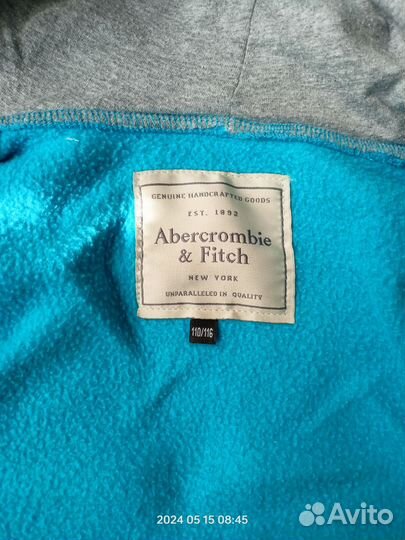 GENUINE HANDCRAFTED GOODS
EST. 1892
Abercrombie
& Fitch
NEW YORK
UNPARALLELED IN QUALITY
110/116
2024 05 15 08:45
Avito